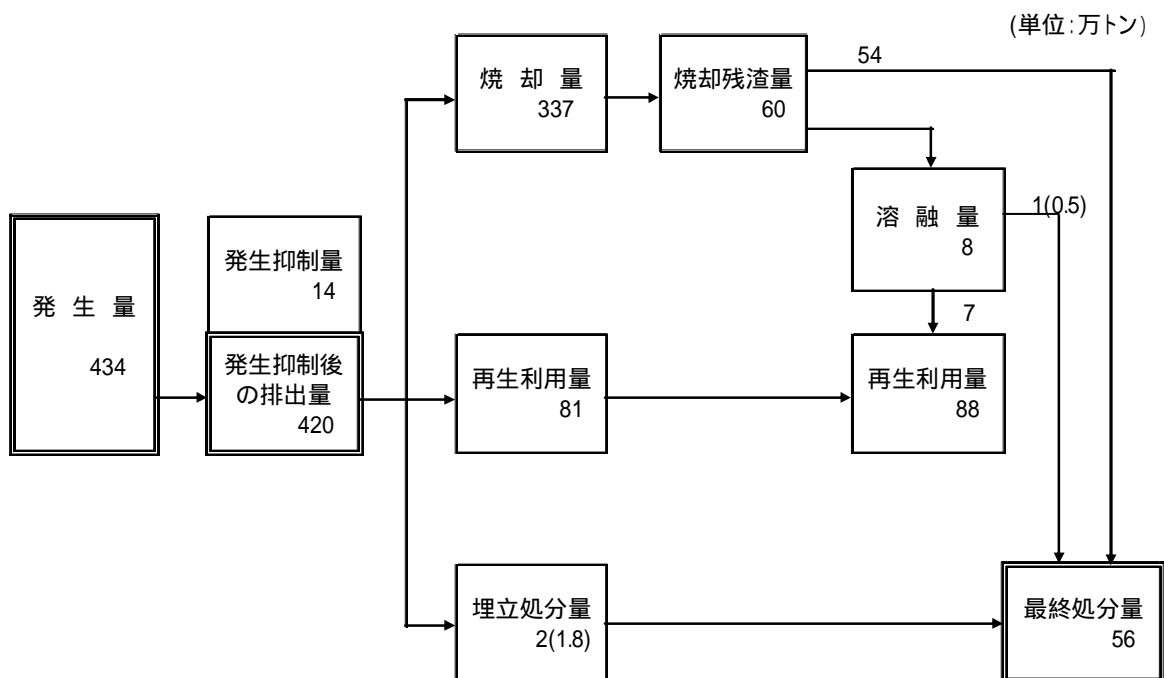 (単位:万トン)
54
焼 却 量
337
焼却残渣量
60
溶 融 量
8
1(0.5)
発生抑制量
14
発 生 量
434
7
発生抑制後
の排出量
420
再生利用量
81
再生利用量
88
埋立処分量
2(1.8)
最終処分量
56